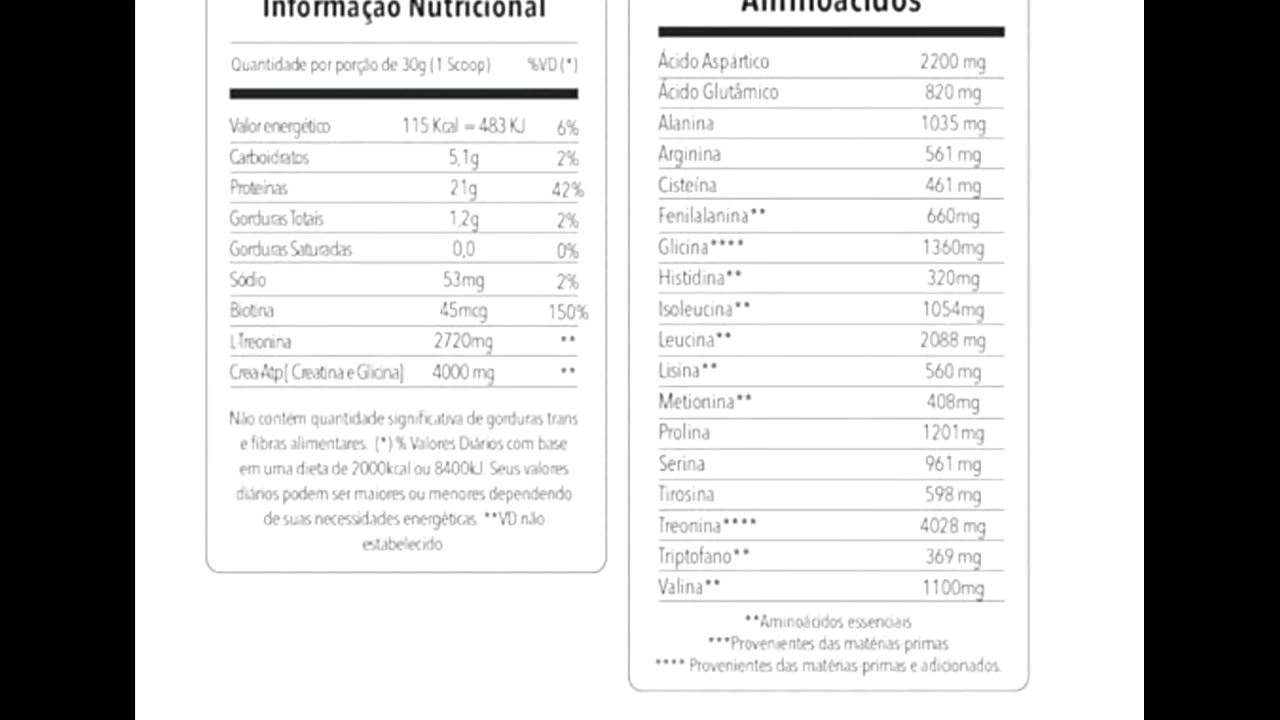 Informação Nutricional
Quantidade por porção de 30g (1 Scoop) %VD (*)
Valor energético 115 Kcal = 483 KJ 6%
Carboidratos 5,1g 2%
Proteínas 21g 42%
Gorduras Totais 1,2g 2%
Gorduras Saturadas 0,0 0%
Sódio 53mg 2%
Biotina 45mcg 150%
L-Treonina 2720mg **
Crea-Atp [ Creatina e Glicina] 4000 mg **
Não contém quantidade significativa de gorduras trans
e fibras alimentares. (*) % Valores Diários com base
em uma dieta de 2000kcal ou 8400kJ. Seus valores
diários podem ser maiores ou menores dependendo
de suas necessidades energéticas. **VD não
estabelecido.
Aminoácidos
Ácido Aspártico 2200 mg
Ácido Glutâmico 820 mg
Alanina 1035 mg
Arginina 561 mg
Cisteína 461 mg
Fenilalanina** 660mg
Glicina**** 1360mg
Histidina** 320mg
Isoleucina** 1054mg
Leucina** 2088 mg
Lisina** 560 mg
Metionina** 408mg
Prolina 1201mg
Serina 961 mg
Tirosina 598 mg
Treonina**** 4028 mg
Triptofano** 369 mg
Valina** 1100mg
**Aminoácidos essenciais
***Provenientes das matérias-primas
**** Provenientes das matérias-primas e adicionados.